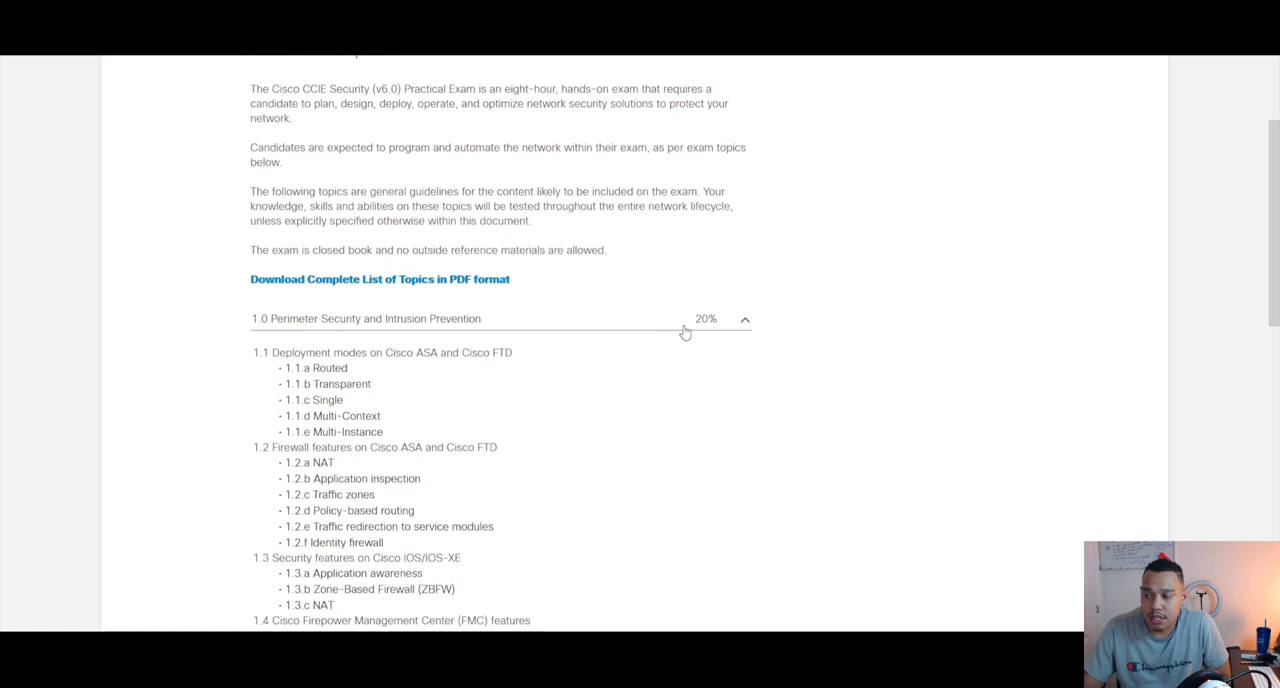 The Cisco CCIE Security (v6.0) Practical Exam is an eight-hour, hands-on exam that requires a
candidate to plan, design, deploy, operate, and optimize network security solutions to protect your
network.
Candidates are expected to program and automate the network within their exam, as per exam topics
below.
The following topics are general guidelines for the content likely to be included on the exam. Your
knowledge, skills and abilities on these topics will be tested throughout the entire network lifecycle,
unless explicitly specified otherwise within this document.
The exam is closed book and no outside reference materials are allowed.
Download Complete List of Topics in PDF format
1.0 Perimeter Security and Intrusion Prevention 20%
1.1 Deployment modes on Cisco ASA and Cisco FTD
• 1.1.a Routed
• 1.1.b Transparent
• 1.1.c Single
• 1.1.d Multi-Context
• 1.1.e Multi-Instance
1.2 Firewall features on Cisco ASA and Cisco FTD
• 1.2.a NAT
• 1.2.b Application inspection
• 1.2.c Traffic zones
• 1.2.d Policy-based routing
• 1.2.e Traffic redirection to service modules
• 1.2.f Identity firewall
1.3 Security features on Cisco IOS/IOS-XE
• 1.3.a Application awareness
• 1.3.b Zone-Based Firewall (ZBFW)
• 1.3.c NAT
1.4 Cisco Firepower Management Center (FMC) features
Champion